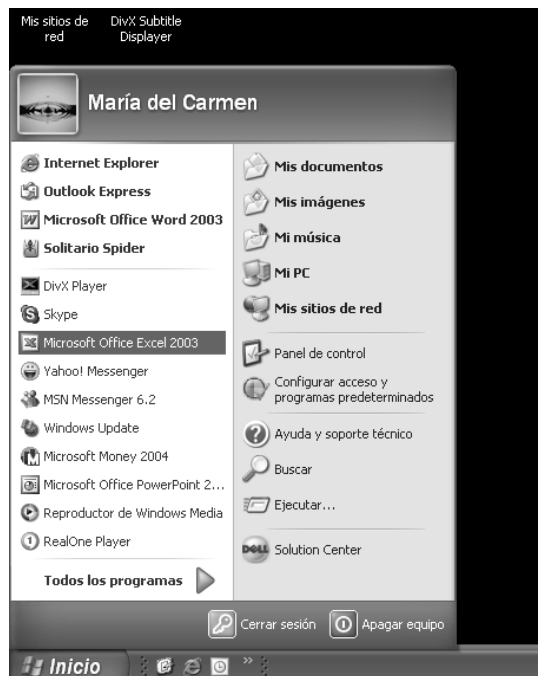 Mis sitios de
red
DivX Subtitle
Displayer
María del Carmen
Internet Explorer
Outlook Express
Microsoft Office Word 2003
Solitario Spider
DivX Player
Skype
Microsoft Office Excel 2003
Yahoo! Messenger
MSN Messenger 6.2
Windows Update
Microsoft Money 2004
Microsoft Office PowerPoint 2...
Reproductor de Windows Media
RealOne Player
Todos los programas
Mis documentos
Mis imágenes
Mi música
Mi PC
Mis sitios de red
Panel de control
Configurar acceso y
programas predeterminados
Ayuda y soporte técnico
Buscar
Ejecutar...
DELL
Solution Center
Cerrar sesión
Apagar equipo
Inicio